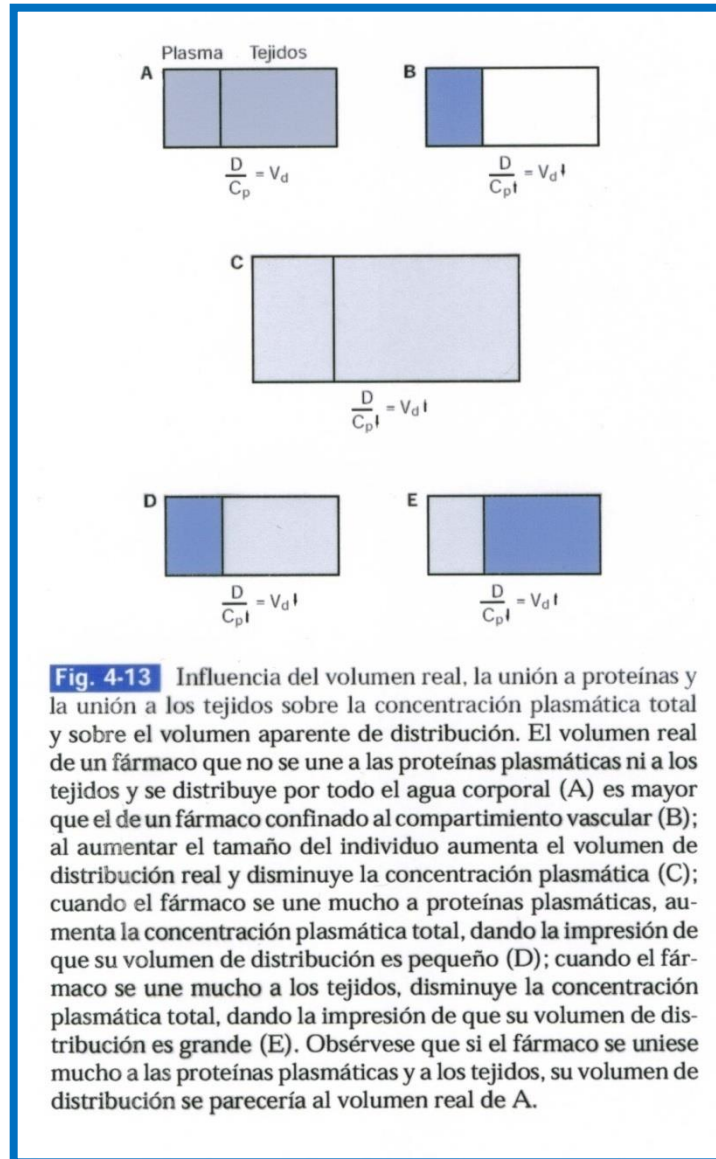 Plasma Tejidos
A
B
D/Cp = Vd
D/Cp↑ = Vd↓
C
D/Cp↓ = Vd↑
D
E
D/Cp↑ = Vd↓
D/Cp↓ = Vd↑
Fig. 4-13 Influencia del volumen real, la unión a proteínas y
la unión a los tejidos sobre la concentración plasmática total
y sobre el volumen aparente de distribución. El volumen real
de un fármaco que no se une a las proteínas plasmáticas ni a los
tejidos y se distribuye por todo el agua corporal (A) es mayor
que el de un fármaco confinado al compartimiento vascular (B);
al aumentar el tamaño del individuo aumenta el volumen de
distribución real y disminuye la concentración plasmática (C);
cuando el fármaco se une mucho a proteínas plasmáticas, au-
menta la concentración plasmática total, dando la impresión de
que su volumen de distribución es pequeño (D); cuando el fár-
maco se une mucho a los tejidos, disminuye la concentración
plasmática total, dando la impresión de que su volumen de dis-
tribución es grande (E). Obsérvese que si el fármaco se uniese
mucho a las proteínas plasmáticas y a los tejidos, su volumen de
distribución se parecería al volumen real de A.